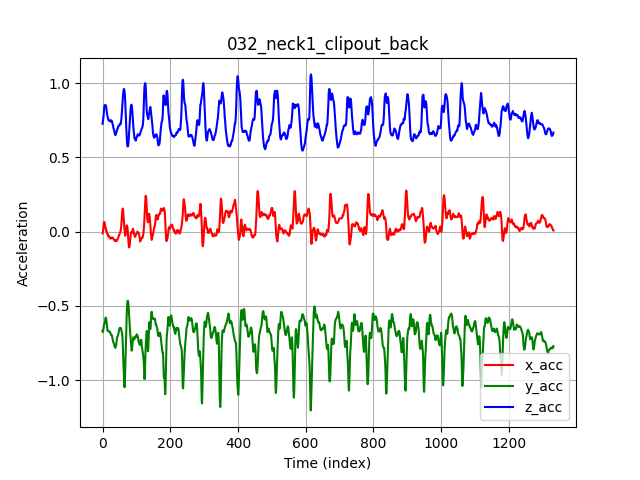 032_neck1_clipout_back
Acceleration
1.0
0.5
0.0
−0.5
−1.0
0 200 400 600 800 1000 1200
Time (index)
x_acc
y_acc
z_acc